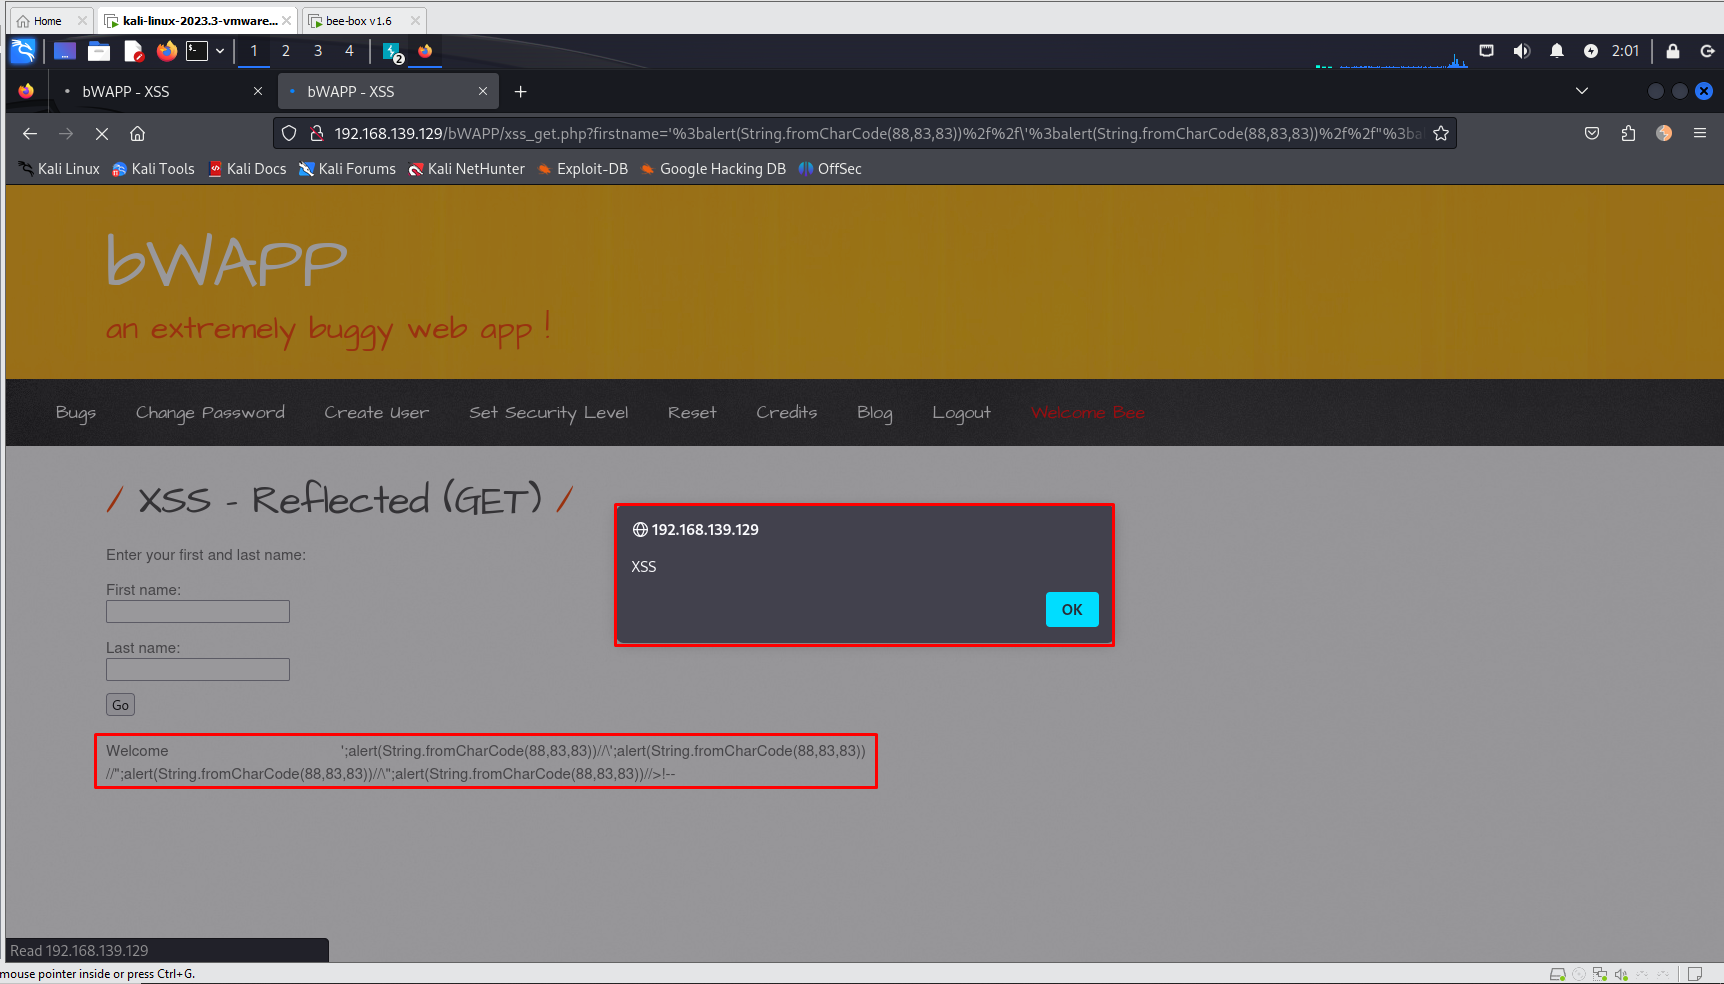 Home
kali-linux-2023.3-vmware...
bee-box v1.6
1 2 3 4
2
2:01
bWAPP - XSS
bWAPP - XSS
192.168.139.129/bWAPP/xss_get.php?firstname='%3balert(String.fromCharCode(88,83,83))%2f%2f\'%3balert(String.fromCharCode(88,83,83))%2f%2f"%3bal
Kali Linux Kali Tools Kali Docs Kali Forums Kali NetHunter Exploit-DB Google Hacking DB OffSec
bWAPP
an extremely buggy web app !
Bugs Change Password Create User Set Security Level Reset Credits Blog Logout Welcome Bee
/ XSS - Reflected (GET) /
Enter your first and last name:
First name:
Last name:
Go
Welcome ';alert(String.fromCharCode(88,83,83))//\';alert(String.fromCharCode(88,83,83))
//";alert(String.fromCharCode(88,83,83))//\";alert(String.fromCharCode(88,83,83))//>!--
192.168.139.129
XSS
OK
Read 192.168.139.129
mouse pointer inside or press Ctrl+G.